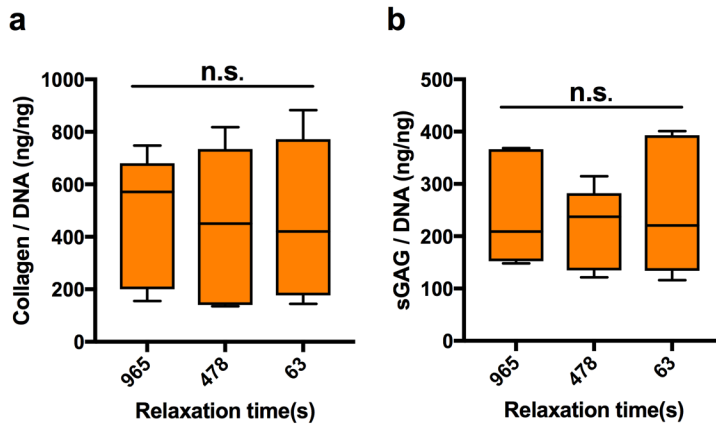 a
n.s.
Collagen / DNA (ng/ng)
1000
800
600
400
200
0
965
478
63
Relaxation time(s)
b
n.s.
sGAG / DNA (ng/ng)
500
400
300
200
100
0
965
478
63
Relaxation time(s)